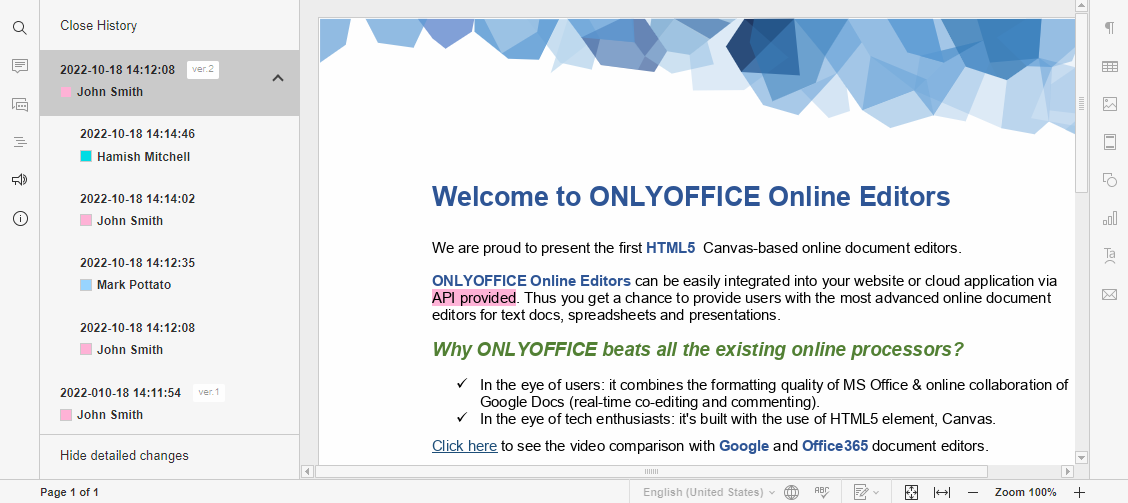 Close History
2022-10-18 14:12:08 ver.2
John Smith
2022-10-18 14:14:46
Hamish Mitchell
2022-10-18 14:14:02
John Smith
2022-10-18 14:12:35
Mark Pottato
2022-10-18 14:12:08
John Smith
2022-010-18 14:11:54 ver.1
John Smith
Hide detailed changes
Welcome to ONLYOFFICE Online Editors
We are proud to present the first HTML5 Canvas-based online document editors.
ONLYOFFICE Online Editors can be easily integrated into your website or cloud application via
API provided. Thus you get a chance to provide users with the most advanced online document
editors for text docs, spreadsheets and presentations.
Why ONLYOFFICE beats all the existing online processors?
✓ In the eye of users: it combines the formatting quality of MS Office & online collaboration of
Google Docs (real-time co-editing and commenting).
✓ In the eye of tech enthusiasts: it's built with the use of HTML5 element, Canvas.
Click here to see the video comparison with Google and Office365 document editors.
Ta
Page 1 of 1
English (United States)
ABC
Zoom 100%